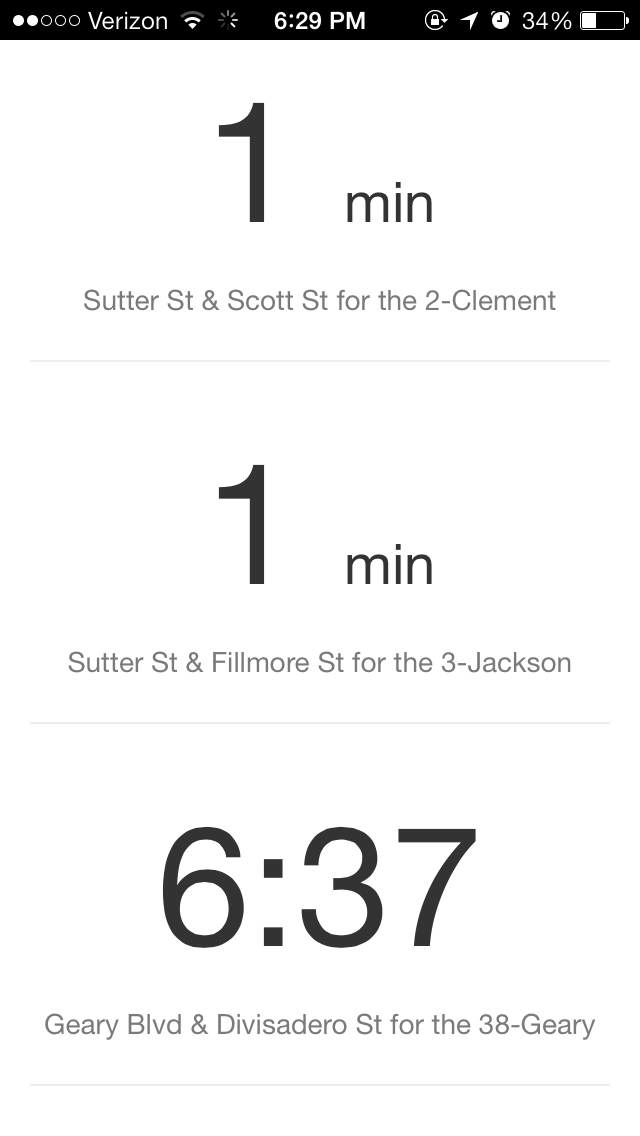 Verizon 6:29 PM 34%
1 min
Sutter St & Scott St for the 2-Clement
1 min
Sutter St & Fillmore St for the 3-Jackson
6:37
Geary Blvd & Divisadero St for the 38-Geary